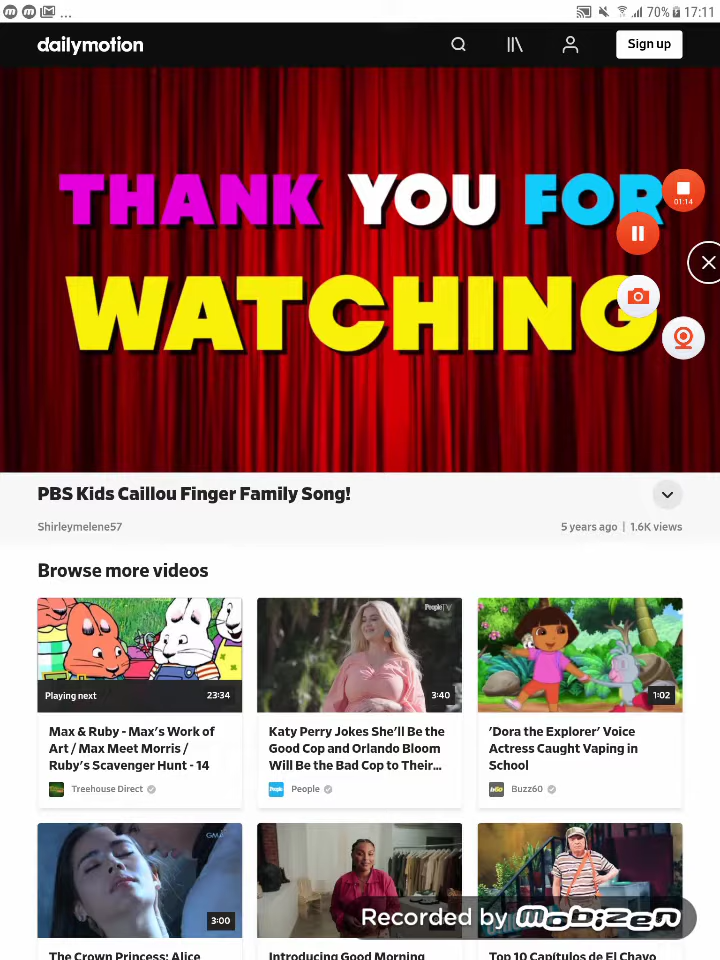 ... 70% 17:11
dailymotion
Sign up
THANK YOU FOR
01:14
WATCHING
PBS Kids Caillou Finger Family Song!
Shirleymelene57
5 years ago | 1.6K views
Browse more videos
Playing next 23:34
PeopleTV
3:40
1:02
Max & Ruby - Max's Work of
Art / Max Meet Morris /
Ruby's Scavenger Hunt - 14
Treehouse Direct
Katy Perry Jokes She'll Be the
Good Cop and Orlando Bloom
Will Be the Bad Cop to Their...
People
'Dora the Explorer' Voice
Actress Caught Vaping in
School
Buzz60
GMA
3:00
Recorded by mobizen
The Crown Princess: Alice
Introducing Good Morning
Top 10 Capítulos de El Chavo